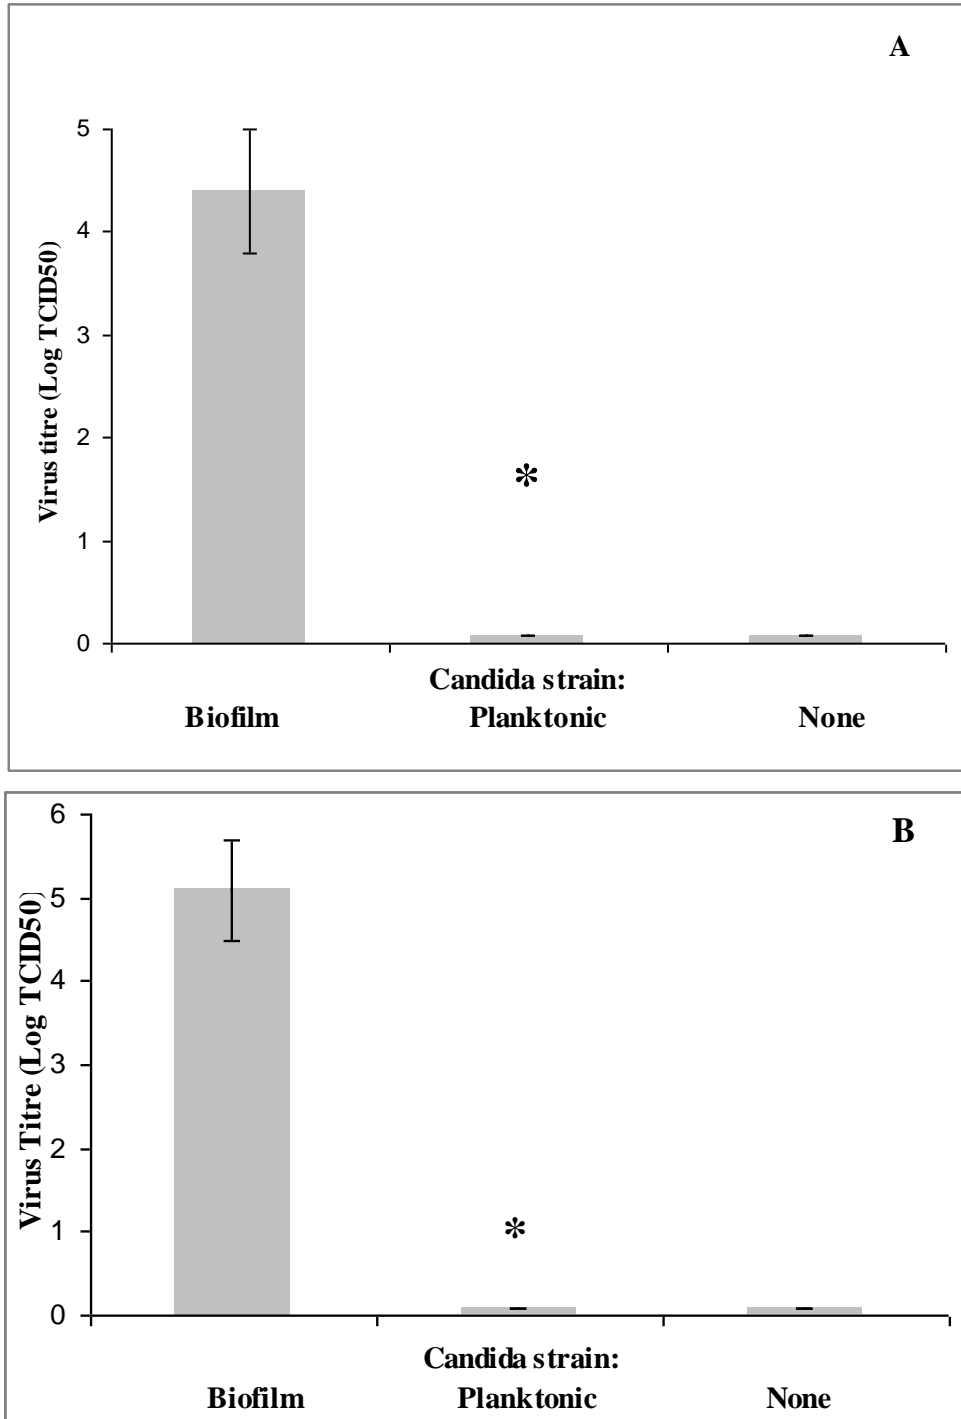 A
Virus titre (Log TCID50)
5
4
3
2
1
0
*
Candida strain:
Biofilm Planktonic None
B
Virus Titre (Log TCID50)
6
5
4
3
2
1
0
*
Candida strain:
Biofilm Planktonic None